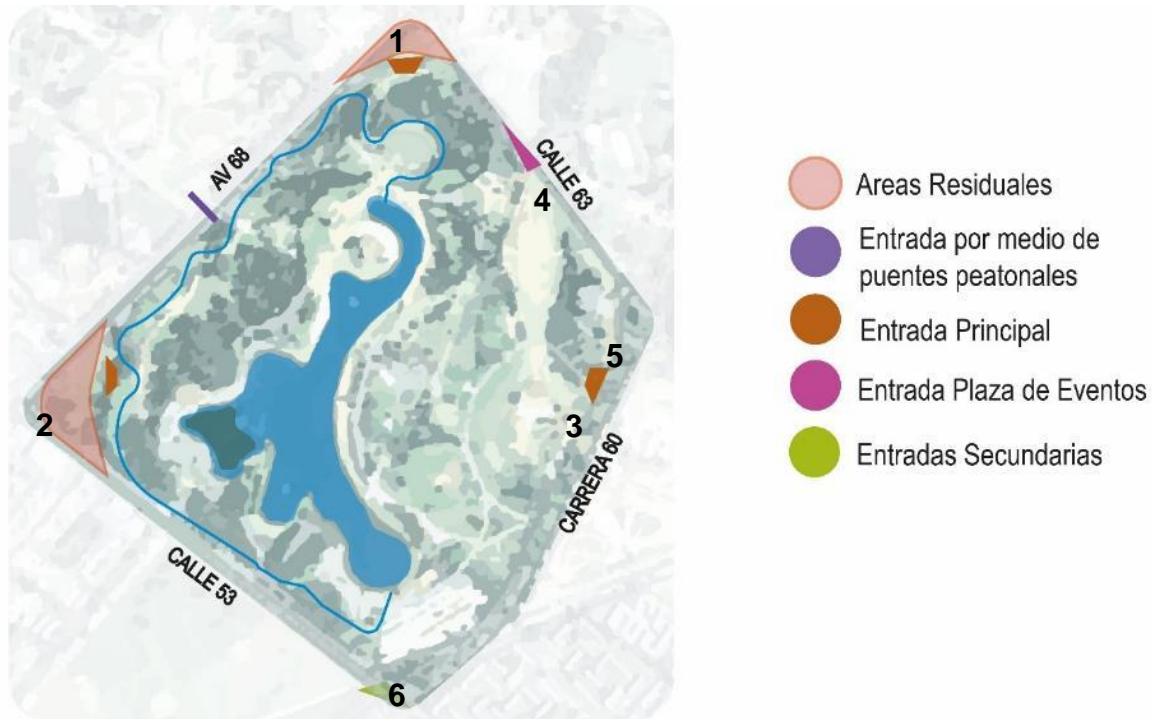 1
AV 68
CALLE 63
4
5
2
3
CARRERA 60
CALLE 53
6
Areas Residuales
Entrada por medio de
puentes peatonales
Entrada Principal
Entrada Plaza de Eventos
Entradas Secundarias